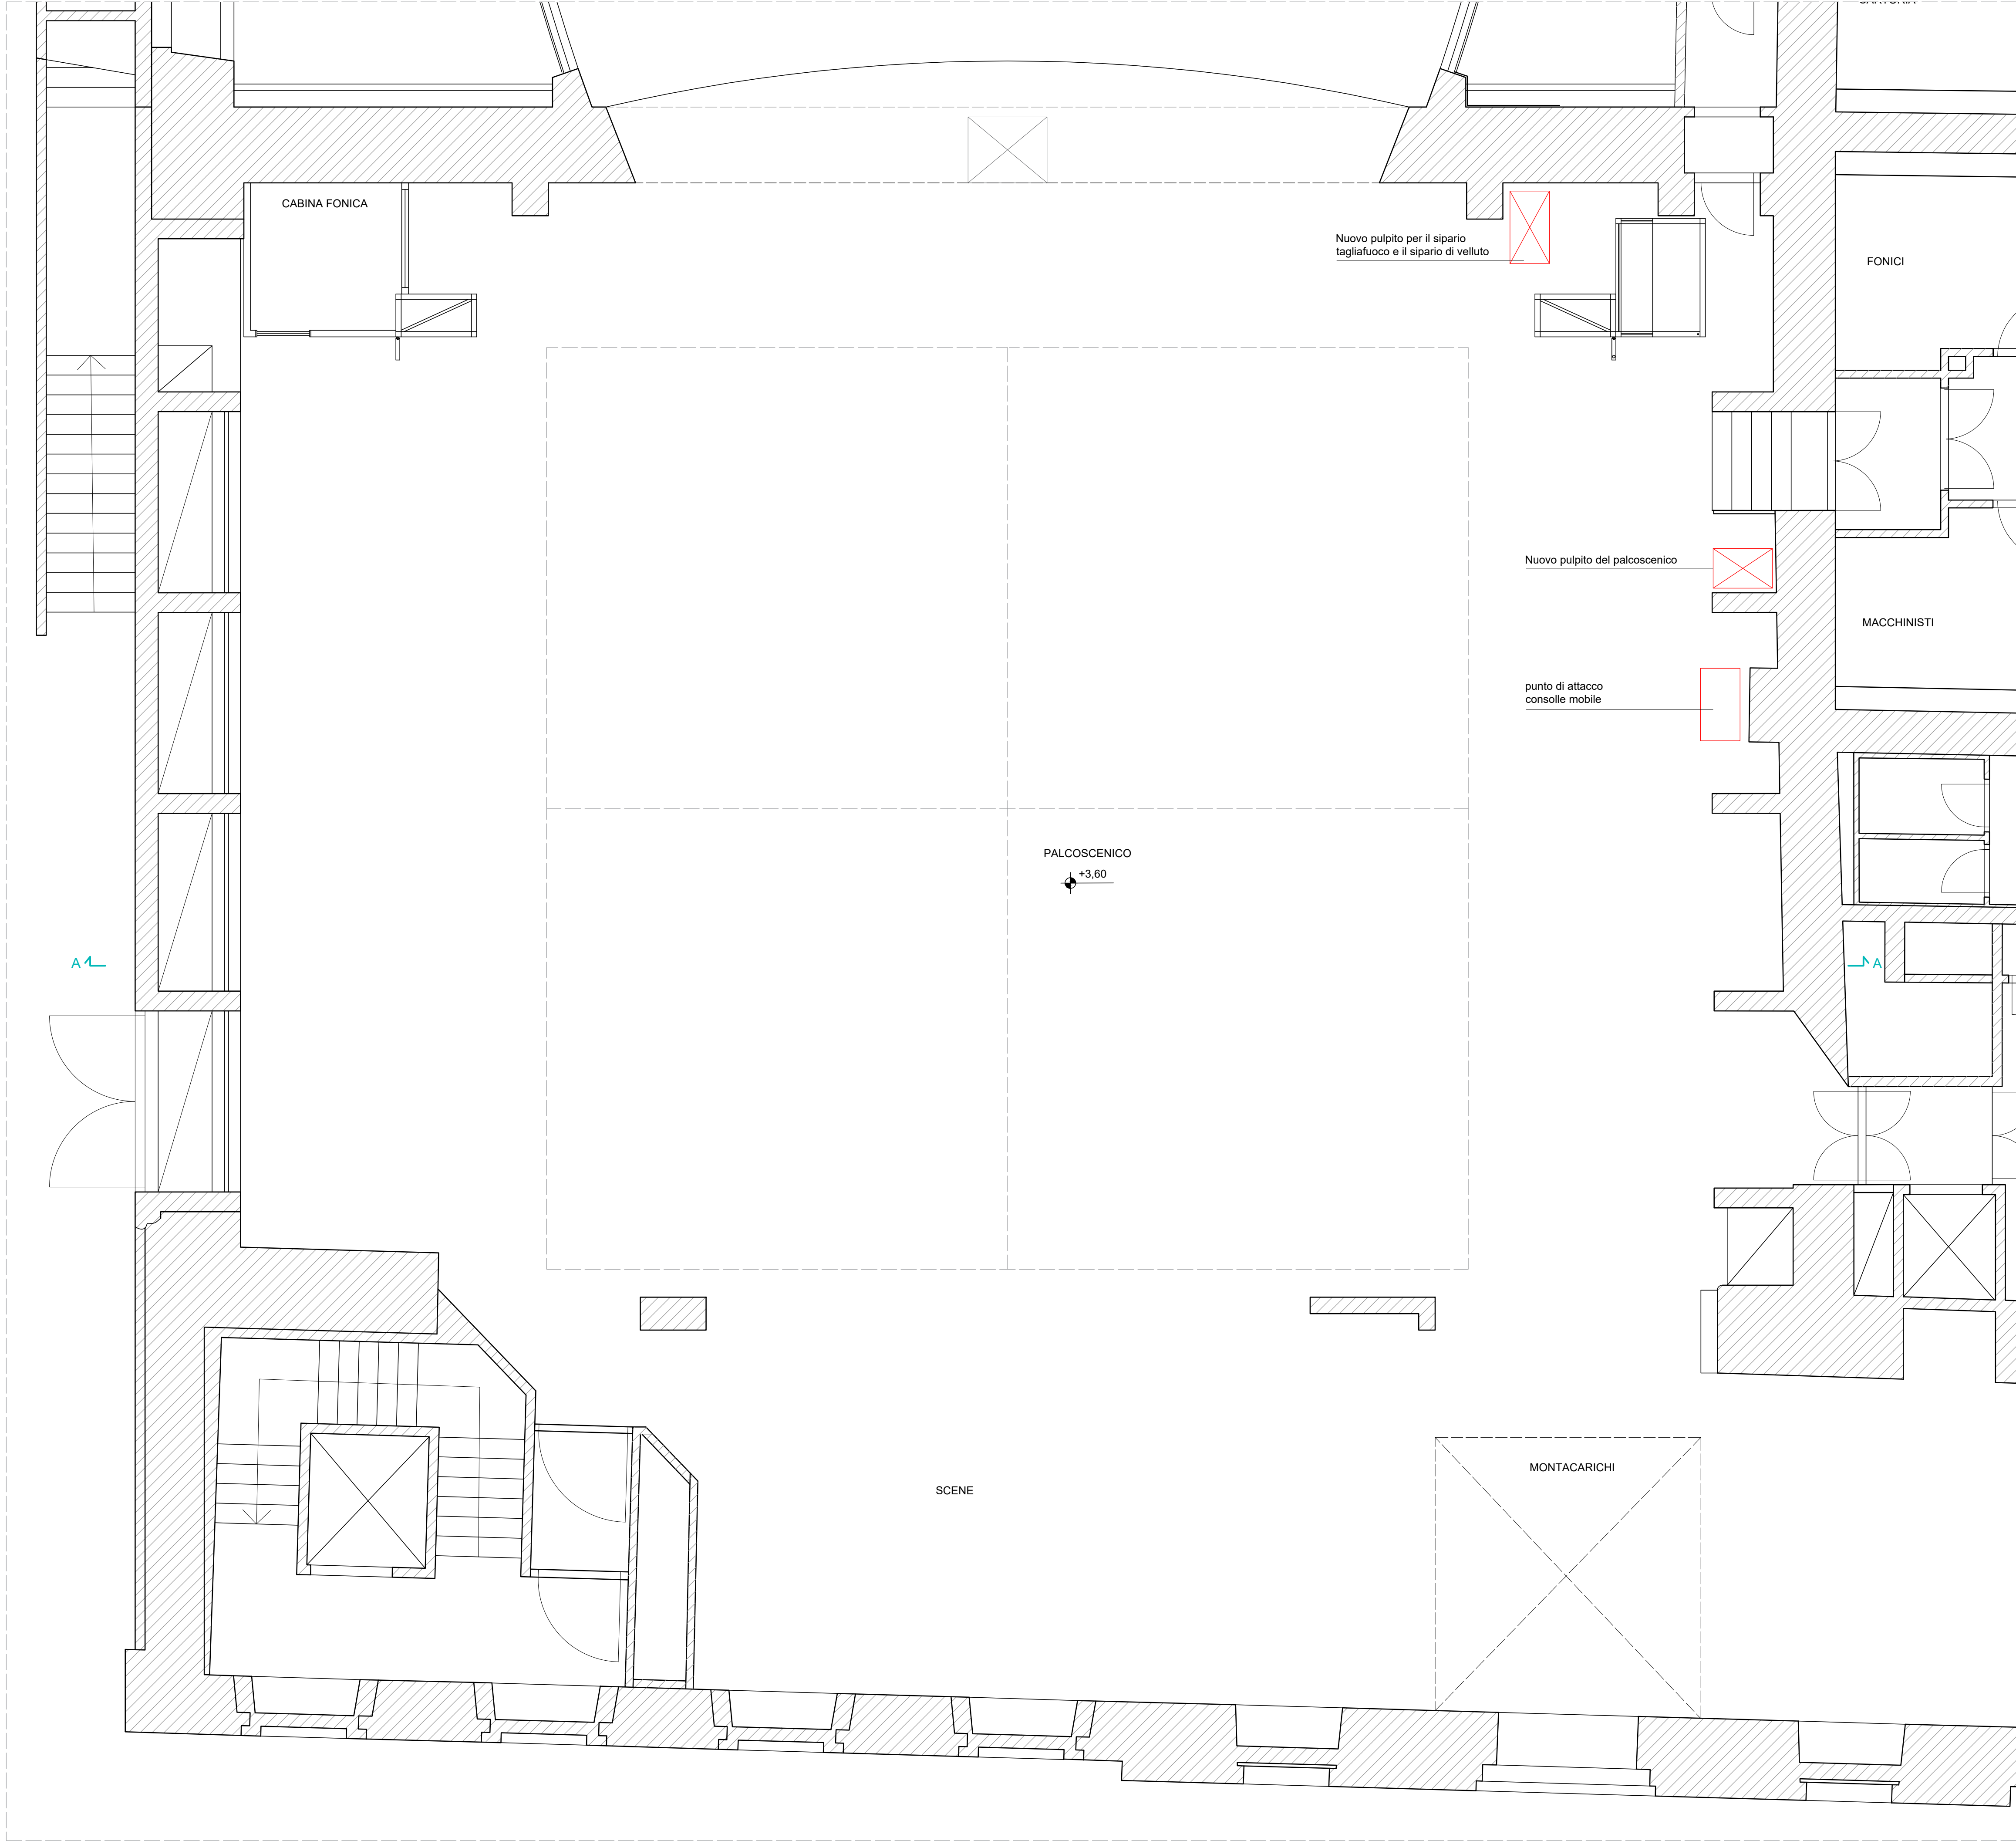 CABINA FONICA
Nuovo pulpito per il sipario
tagliafuoco e il sipario di velluto
FONICI
Nuovo pulpito del palcoscenico
MACCHINISTI
punto di attacco
consolle mobile
PALCOSCENICO
+3,60
A
A
MONTACARICHI
SCENE